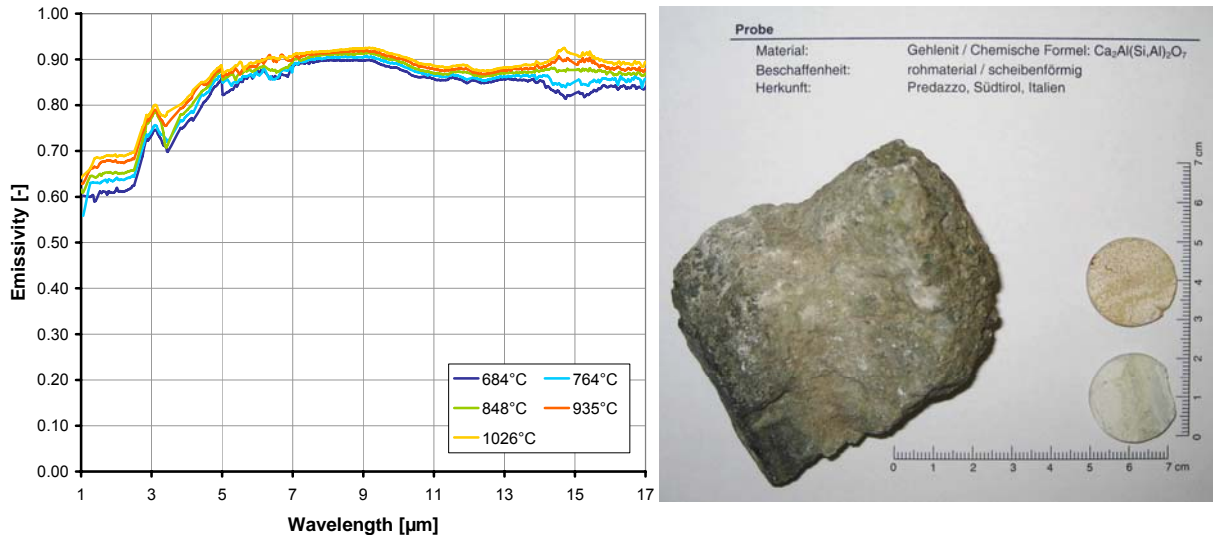 1.00
0.90
0.80
0.70
0.60
0.50
0.40
0.30
0.20
0.10
0.00
Emissivity [-]
1 3 5 7 9 11 13 15 17
Wavelength [µm]
684°C 764°C
848°C 935°C
1026°C
Probe
Material: Gehlenit / Chemische Formel: Ca₂Al(Si,Al)₂O₇
Beschaffenheit: rohmaterial / scheibenförmig
Herkunft: Predazzo, Südtirol, Italien
7 cm
6
5
4
3
2
1
0
0 1 2 3 4 5 6 7 cm